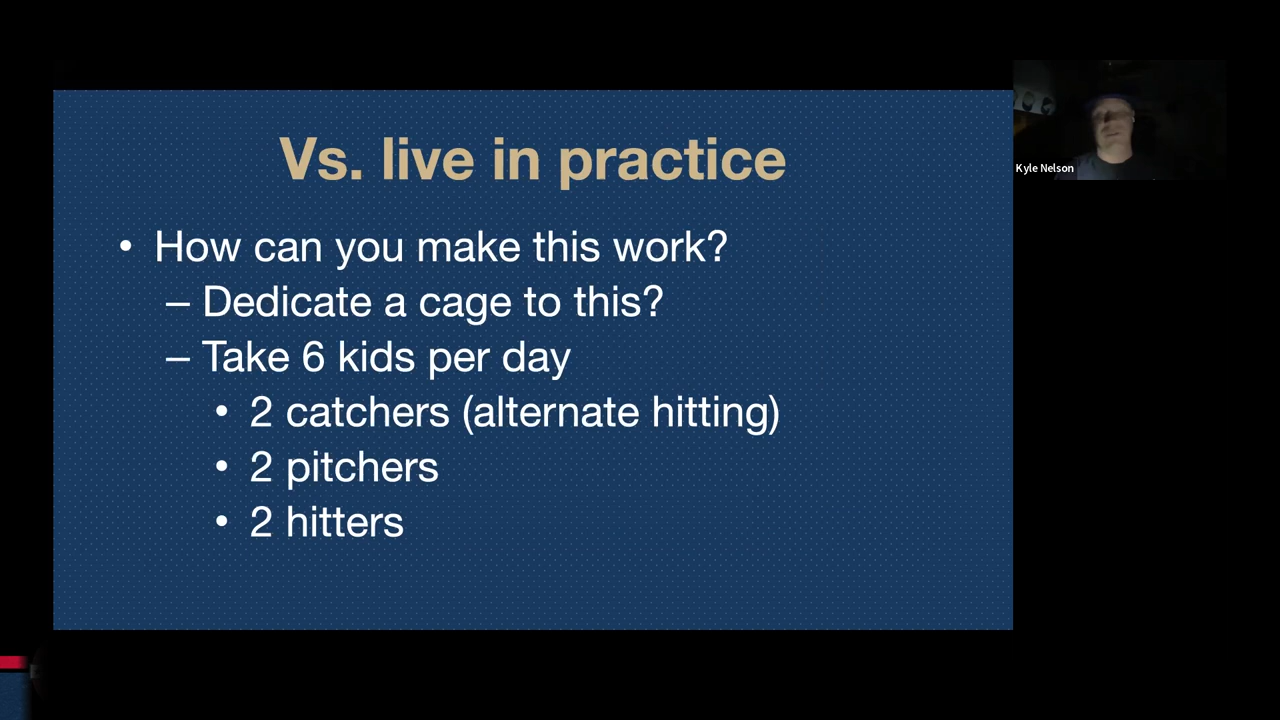 Vs. live in practice
• How can you make this work?
– Dedicate a cage to this?
– Take 6 kids per day
• 2 catchers (alternate hitting)
• 2 pitchers
• 2 hitters
Kyle Nelson